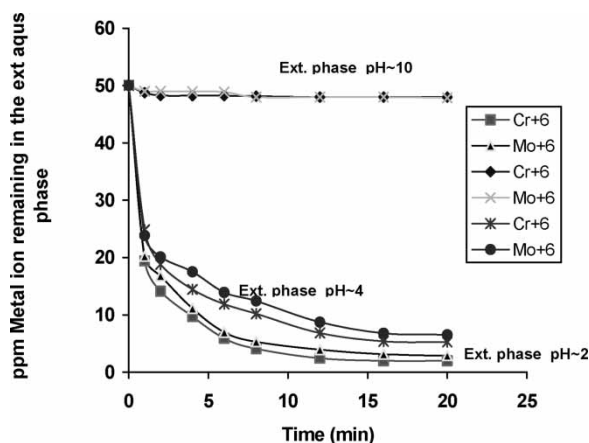 60
50
40
30
20
10
0
ppm Metal ion remaining in the ext aqus
phase
Ext. phase pH~10
Ext. phase pH~4
Ext. phase pH~2
Cr+6
Mo+6
Cr+6
Mo+6
Cr+6
Mo+6
0 5 10 15 20 25
Time (min)